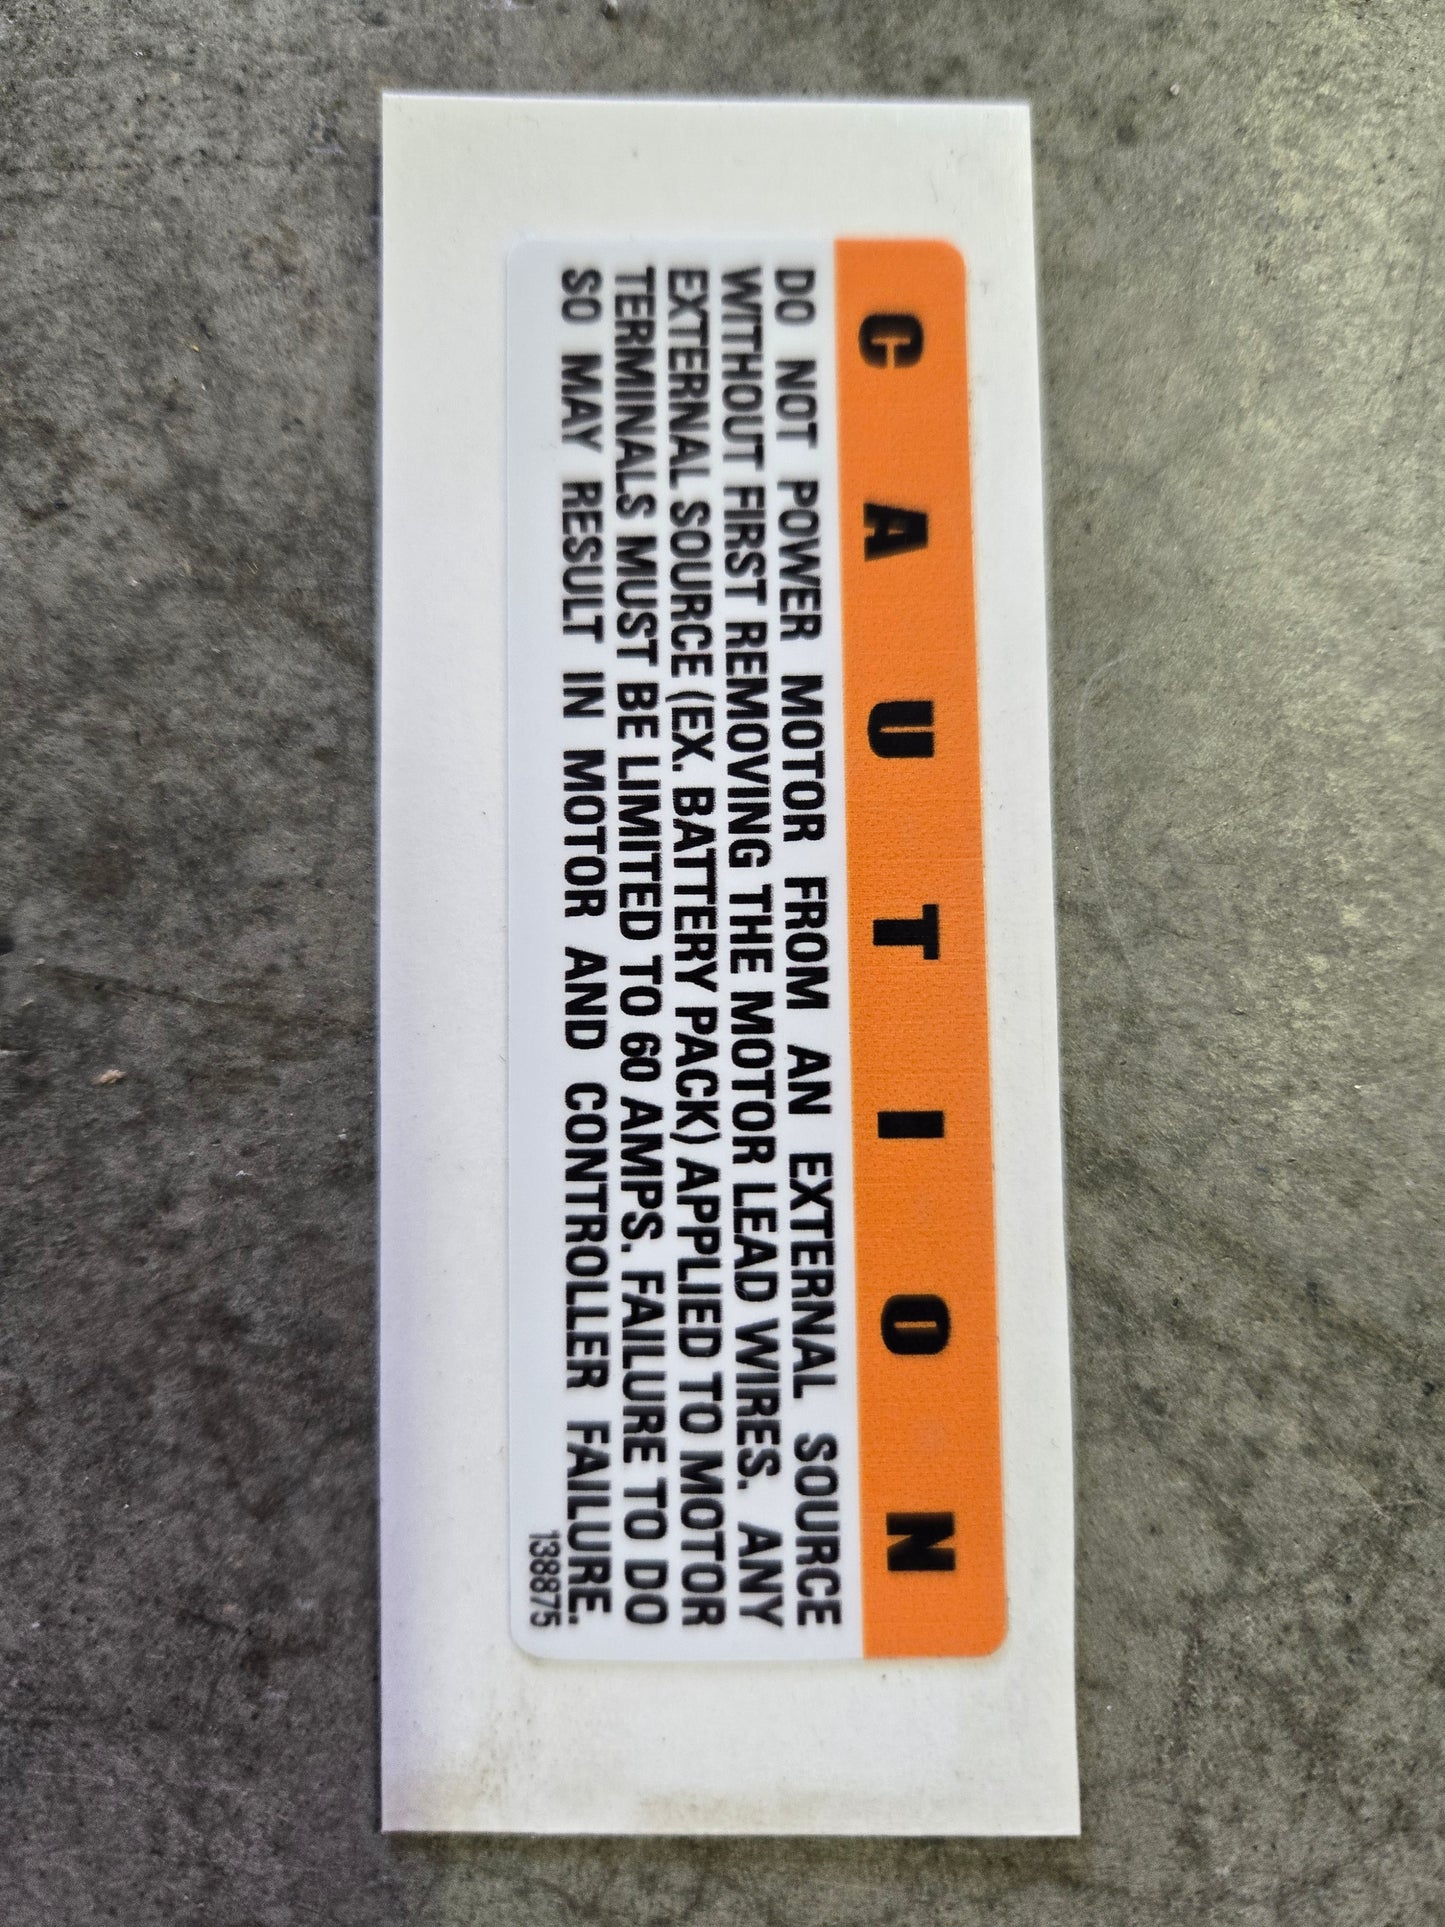 CAUTION
DO NOT POWER MOTOR FROM AN EXTERNAL SOURCE
WITHOUT FIRST REMOVING THE MOTOR LEAD WIRES. ANY
EXTERNAL SOURCE (EX. BATTERY PACK) APPLIED TO MOTOR
TERMINALS MUST BE LIMITED TO 60 AMPS. FAILURE TO DO
SO MAY RESULT IN MOTOR AND CONTROLLER FAILURE.
138875